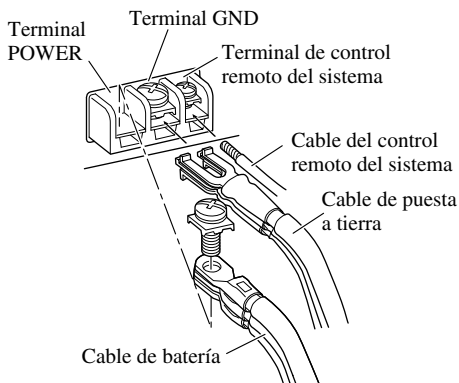 Terminal GND
Terminal
POWER
Terminal de control
remoto del sistema
Cable del control
remoto del sistema
Cable de puesta
a tierra
Cable de batería